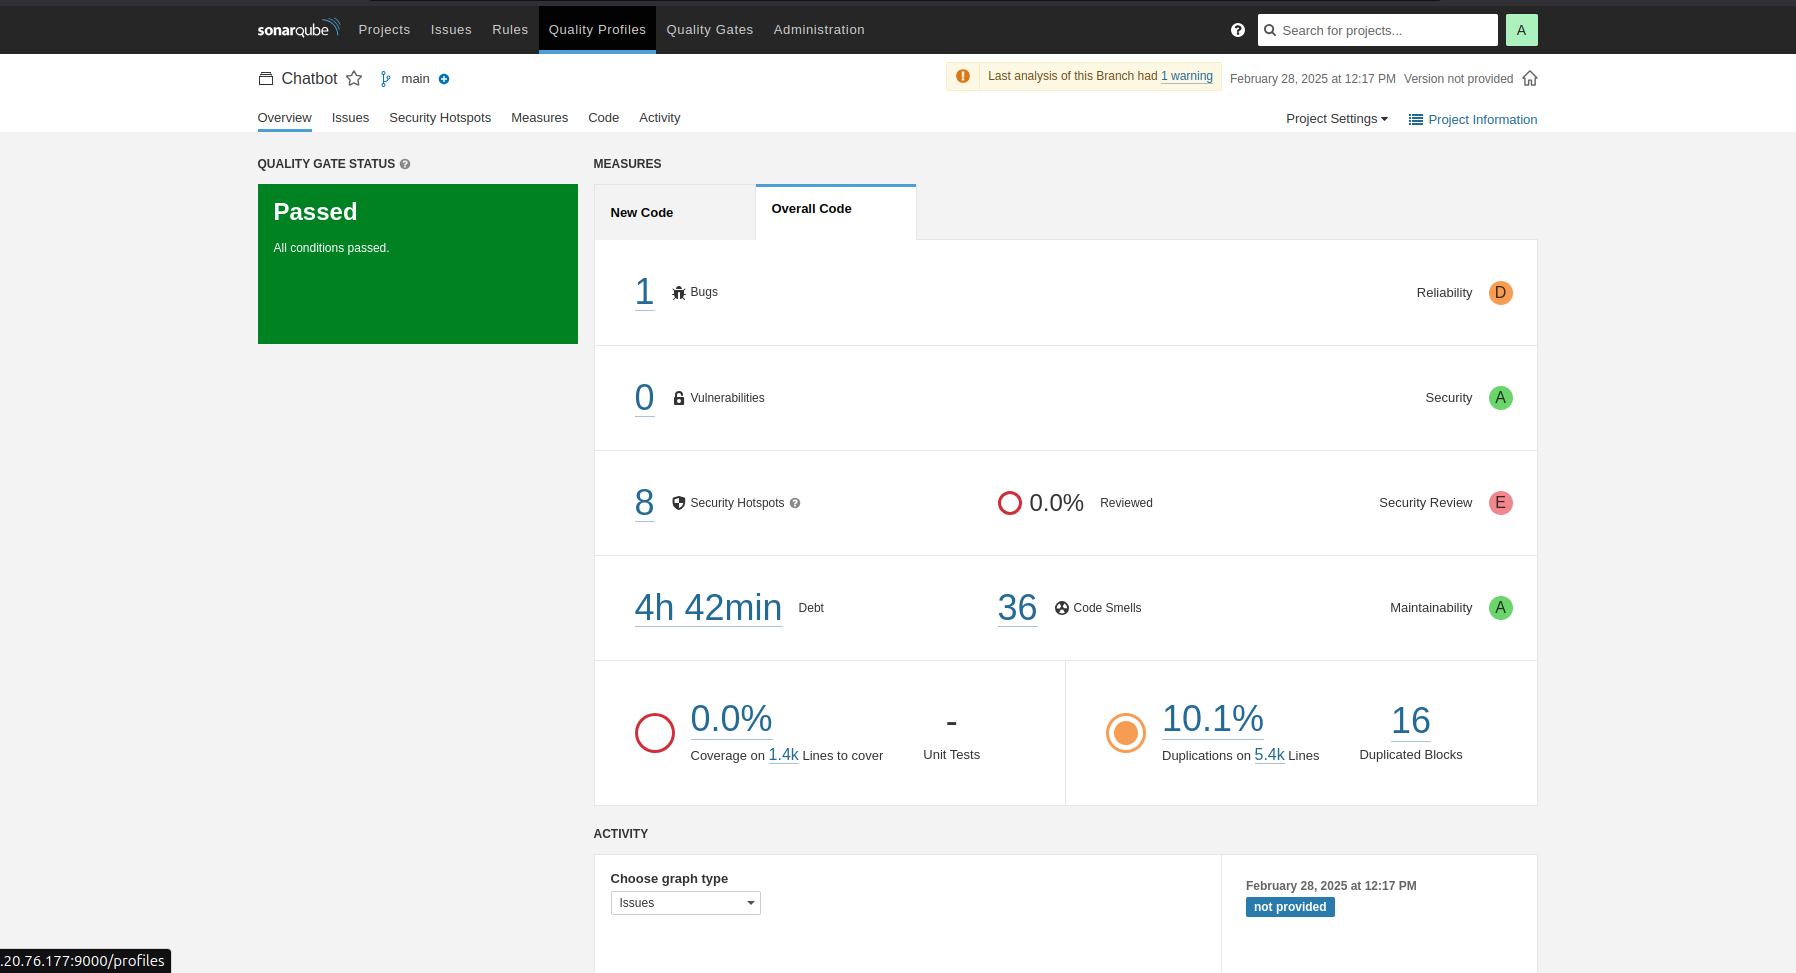 sonarqube Projects Issues Rules Quality Profiles Quality Gates Administration Search for projects... A
Chatbot main Last analysis of this Branch had 1 warning February 28, 2025 at 12:17 PM Version not provided
Overview Issues Security Hotspots Measures Code Activity Project Settings Project Information
QUALITY GATE STATUS
Passed
All conditions passed.
MEASURES
New Code
Overall Code
1 Bugs Reliability D
0 Vulnerabilities Security A
8 Security Hotspots 0.0% Reviewed Security Review E
4h 42min Debt 36 Code Smells Maintainability A
0.0% -
Coverage on 1.4k Lines to cover Unit Tests
10.1% 16
Duplications on 5.4k Lines Duplicated Blocks
ACTIVITY
Choose graph type
Issues
February 28, 2025 at 12:17 PM
not provided
.20.76.177:9000/profiles